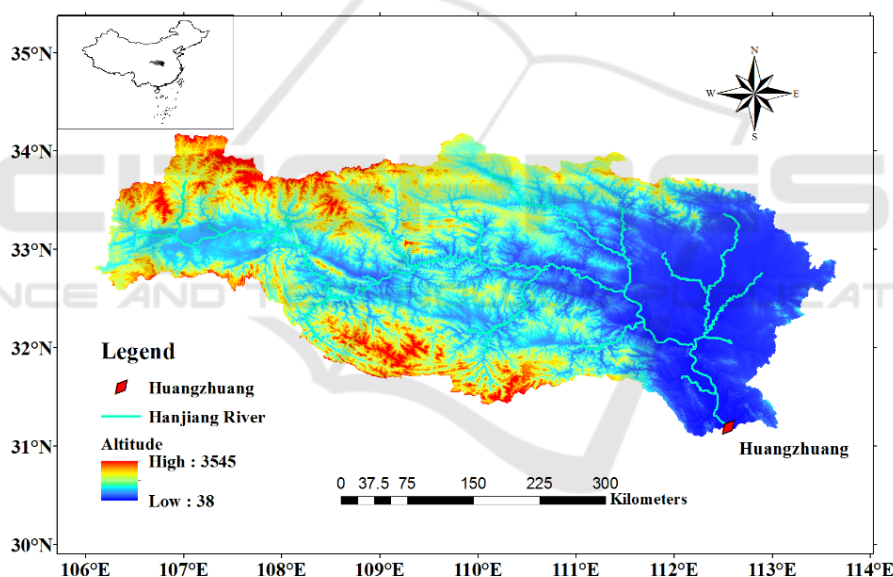 35°N
N
W
E
S
34°N
33°N
32°N
Legend
Huangzhuang
Hanjiang River
Altitude
High : 3545
Low : 38
31°N
Huangzhuang
0 37.5 75 150 225 300
Kilometers
30°N
106°E 107°E 108°E 109°E 110°E 111°E 112°E 113°E 114°E